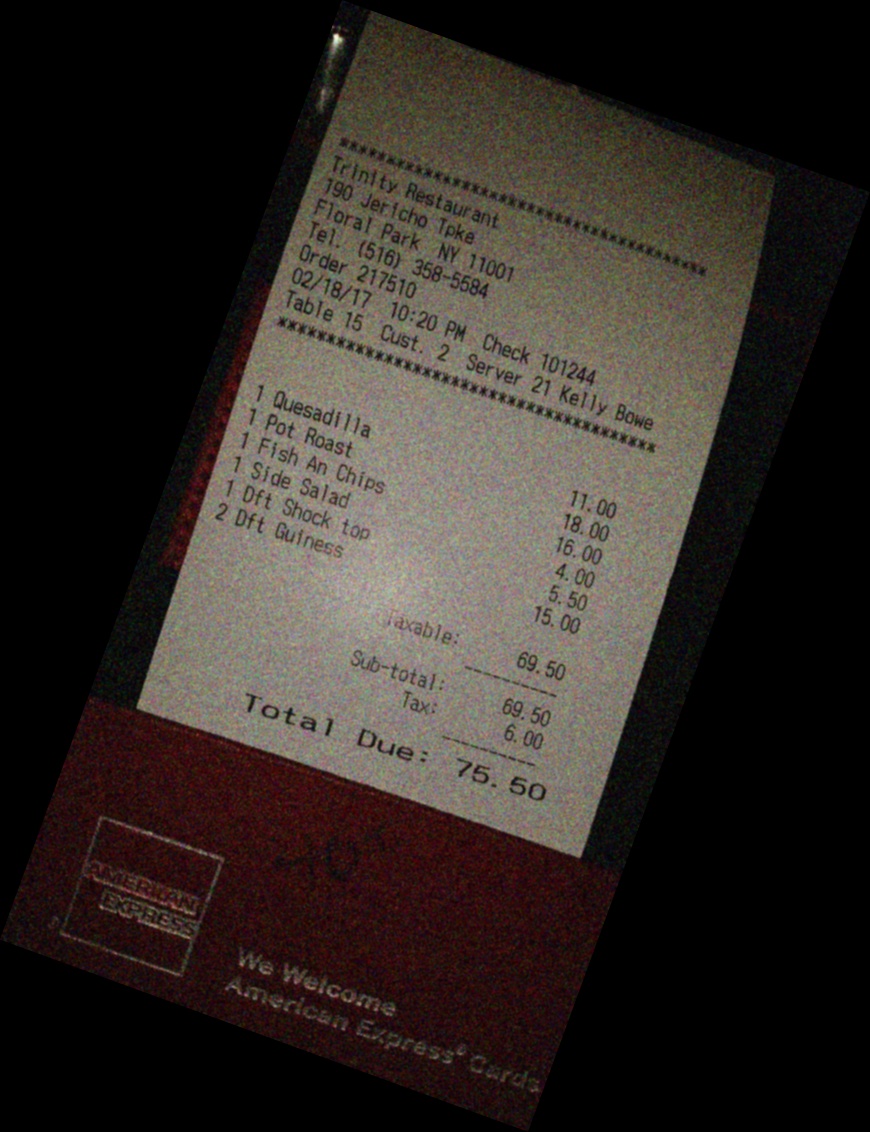 ****************************************
Trinity Restaurant
190 Jericho Tpke
Floral Park NY 11001
Tel. (516) 358-5584
Order 217510
02/18/17 10:20 PM Check 101244
Table 15 Cust. 2 Server 21 Kelly Bowe
****************************************
1 Quesadilla 11.00
1 Pot Roast 18.00
1 Fish An Chips 16.00
1 Side Salad 4.00
1 Dft Shock top 5.50
2 Dft Guiness 15.00
Taxable: 69.50
Sub-total: 69.50
Tax: 6.00
Total Due: 75.50
AMERICAN
EXPRESS
We Welcome
American Express® Cards